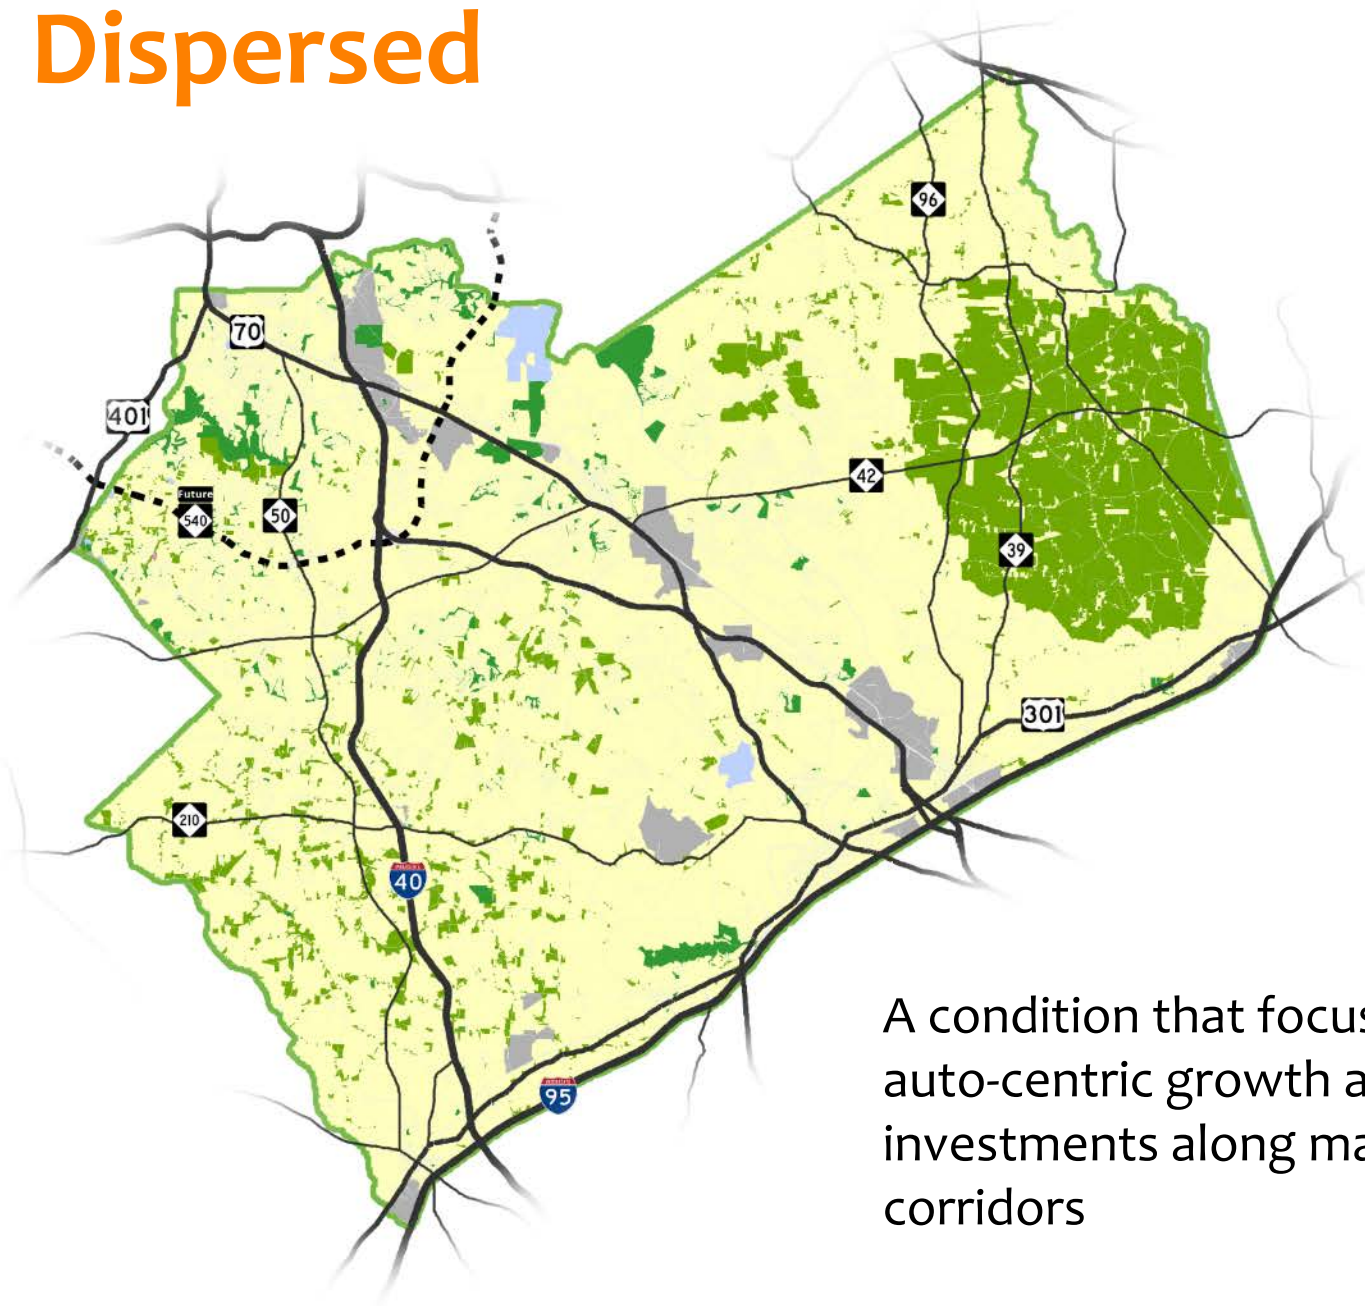 Dispersed
96
70
401
42
Future
540
50
39
301
210
40
95
A condition that focus
auto-centric growth a
investments along ma
corridors